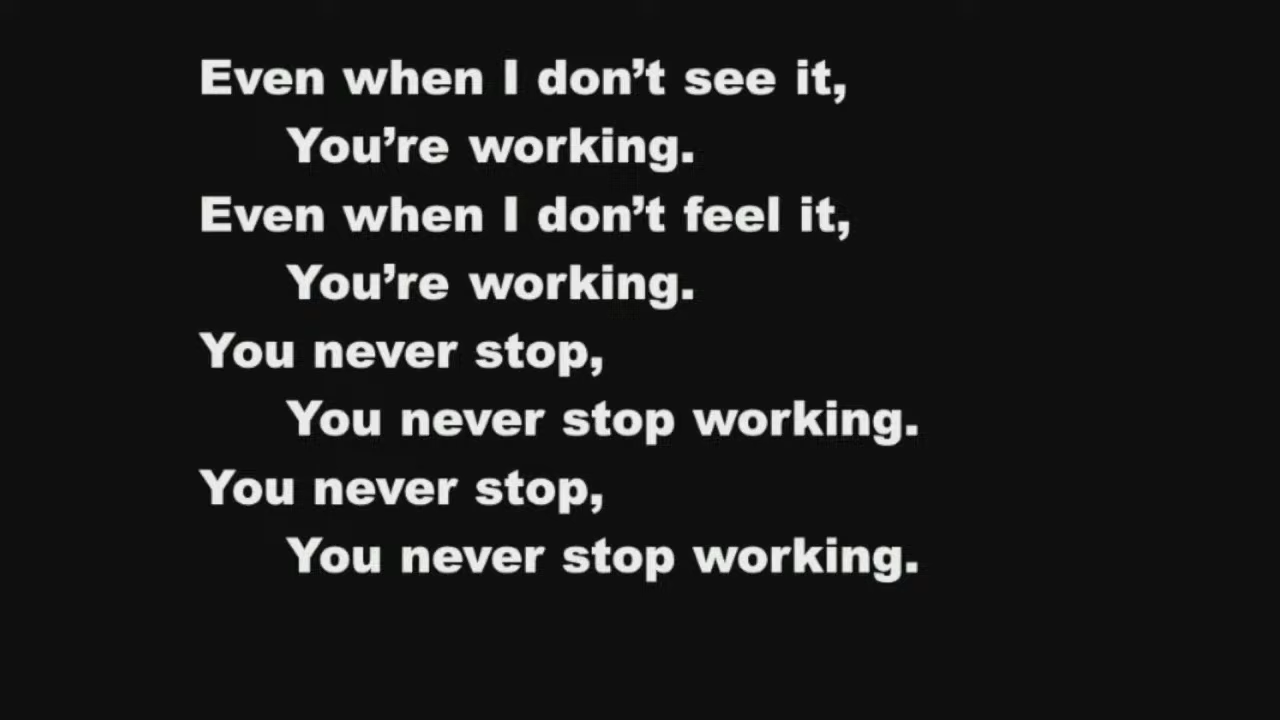 Even when I don’t see it,
You’re working.
Even when I don’t feel it,
You’re working.
You never stop,
You never stop working.
You never stop,
You never stop working.